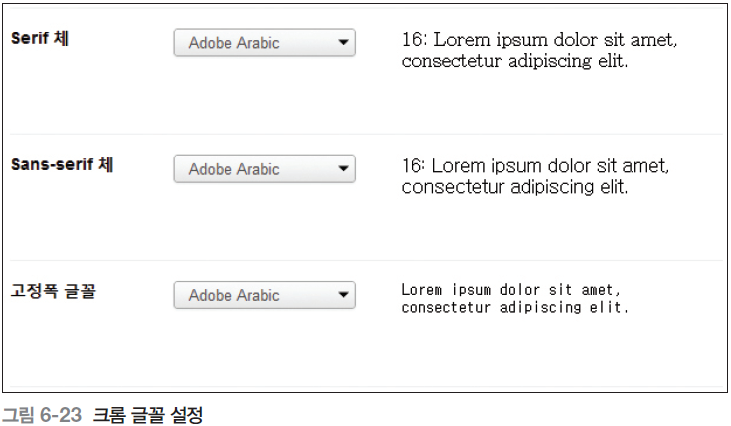 Serif 체
Adobe Arabic
16: Lorem ipsum dolor sit amet,
consectetur adipiscing elit.
Sans-serif 체
Adobe Arabic
16: Lorem ipsum dolor sit amet,
consectetur adipiscing elit.
고정폭 글꼴
Adobe Arabic
Lorem ipsum dolor sit amet,
consectetur adipiscing elit.
그림 6-23 크롬 글꼴 설정